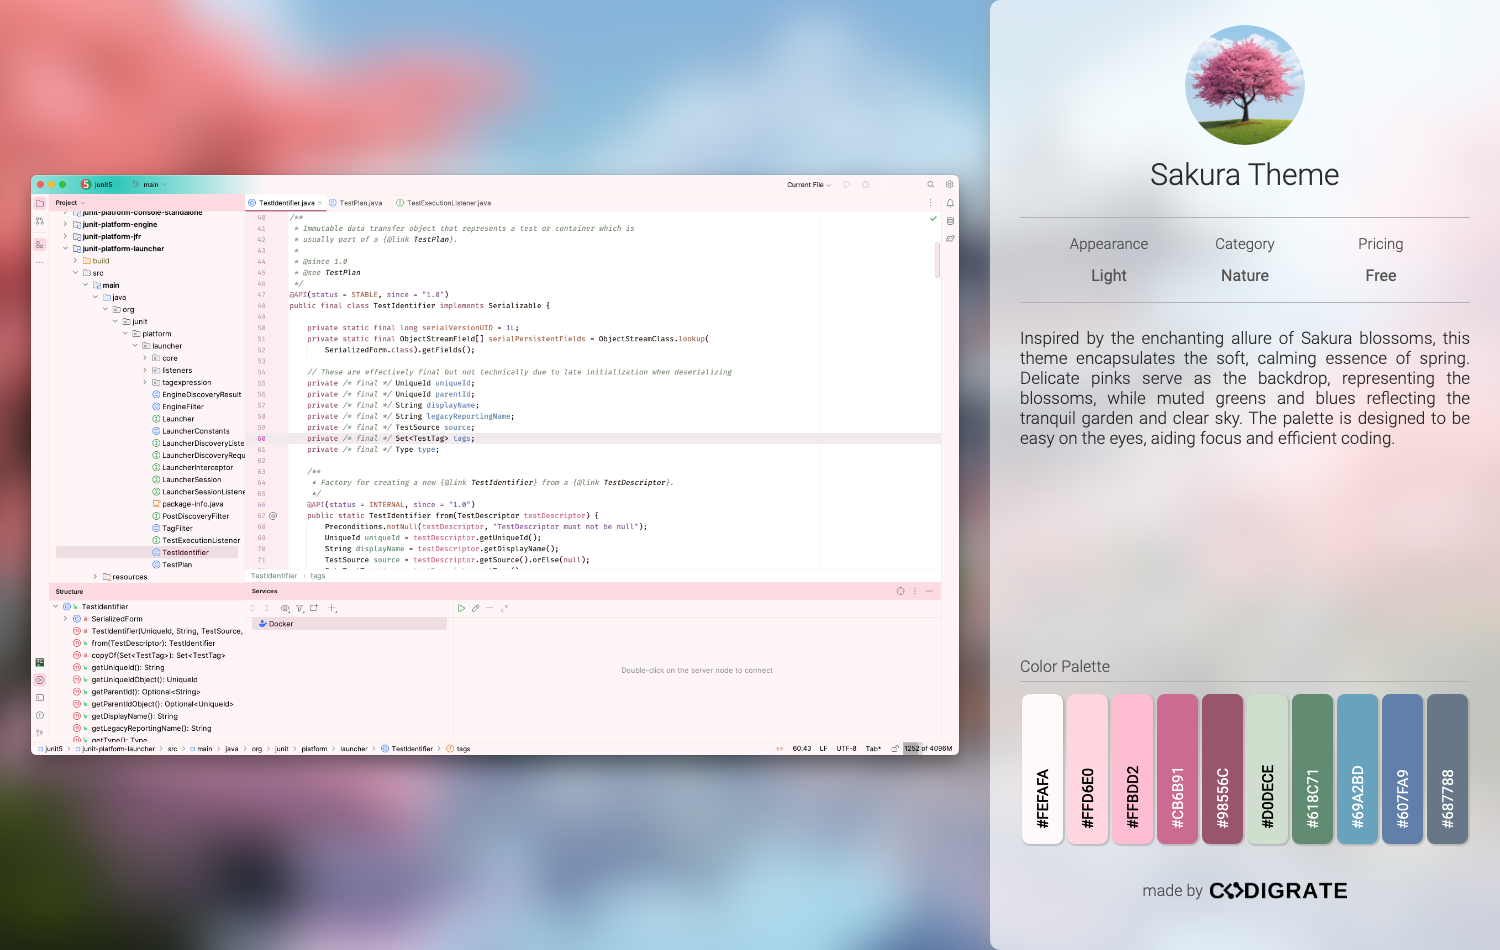 junit5
main
Current File
Project
junit-platform-console-standalone
junit-platform-engine
junit-platform-jfr
junit-platform-launcher
build
src
main
java
org
junit
platform
launcher
core
listeners
tagexpression
EngineDiscoveryResult
EngineFilter
Launcher
LauncherConstants
LauncherDiscoveryListe
LauncherDiscoveryRequ
LauncherInterceptor
LauncherSession
LauncherSessionListene
package-info.java
PostDiscoveryFilter
TagFilter
TestExecutionListener
TestIdentifier
TestPlan
resources
TestIdentifier.java
TestPlan.java
TestExecutionListener.java
40 /**
41 * Immutable data transfer object that represents a test or container which is
42 * usually part of a {@link TestPlan}.
43 *
44 * @since 1.0
45 * @see TestPlan
46 */
47 @API(status = STABLE, since = "1.0")
48 public final class TestIdentifier implements Serializable {
49
50 private static final long serialVersionUID = 1L;
51 private static final ObjectStreamField[] serialPersistentFields = ObjectStreamClass.lookup(
52 SerializedForm.class).getFields();
53
54 // These are effectively final but not technically due to late initialization when deserializing
55 private /* final */ UniqueId uniqueId;
56 private /* final */ UniqueId parentId;
57 private /* final */ String displayName;
58 private /* final */ String legacyReportingName;
59 private /* final */ TestSource source;
60 private /* final */ Set<TestTag> tags;
61 private /* final */ Type type;
62
63 /**
64 * Factory for creating a new {@link TestIdentifier} from a {@link TestDescriptor}.
65 */
66 @API(status = INTERNAL, since = "1.0")
67 public static TestIdentifier from(TestDescriptor testDescriptor) {
68 Preconditions.notNull(testDescriptor, "TestDescriptor must not be null");
69 UniqueId uniqueId = testDescriptor.getUniqueId();
70 String displayName = testDescriptor.getDisplayName();
71 TestSource source = testDescriptor.getSource().orElse(null);
TestIdentifier › tags
Structure
TestIdentifier
SerializedForm
TestIdentifier(UniqueId, String, TestSource,
from(TestDescriptor): TestIdentifier
copyOf(Set<TestTag>): Set<TestTag>
getUniqueId(): String
getUniqueIdObject(): UniqueId
getParentId(): Optional<String>
getParentIdObject(): Optional<UniqueId>
getDisplayName(): String
getLegacyReportingName(): String
getType(): Type
Services
Docker
Double-click on the server node to connect
junit5 › junit-platform-launcher › src › main › java › org › junit › platform › launcher › TestIdentifier › tags
60:43 LF UTF-8 Tab* 1252 of 4096M
Sakura Theme
Appearance Category Pricing
Light Nature Free
Inspired by the enchanting allure of Sakura blossoms, this
theme encapsulates the soft, calming essence of spring.
Delicate pinks serve as the backdrop, representing the
blossoms, while muted greens and blues reflecting the
tranquil garden and clear sky. The palette is designed to be
easy on the eyes, aiding focus and efficient coding.
Color Palette
#FEFAFA
#FFD6E0
#FFBDD2
#CB6B91
#98556C
#D0DECE
#618C71
#69A2BD
#607FA9
#687788
made by CODIGRATE